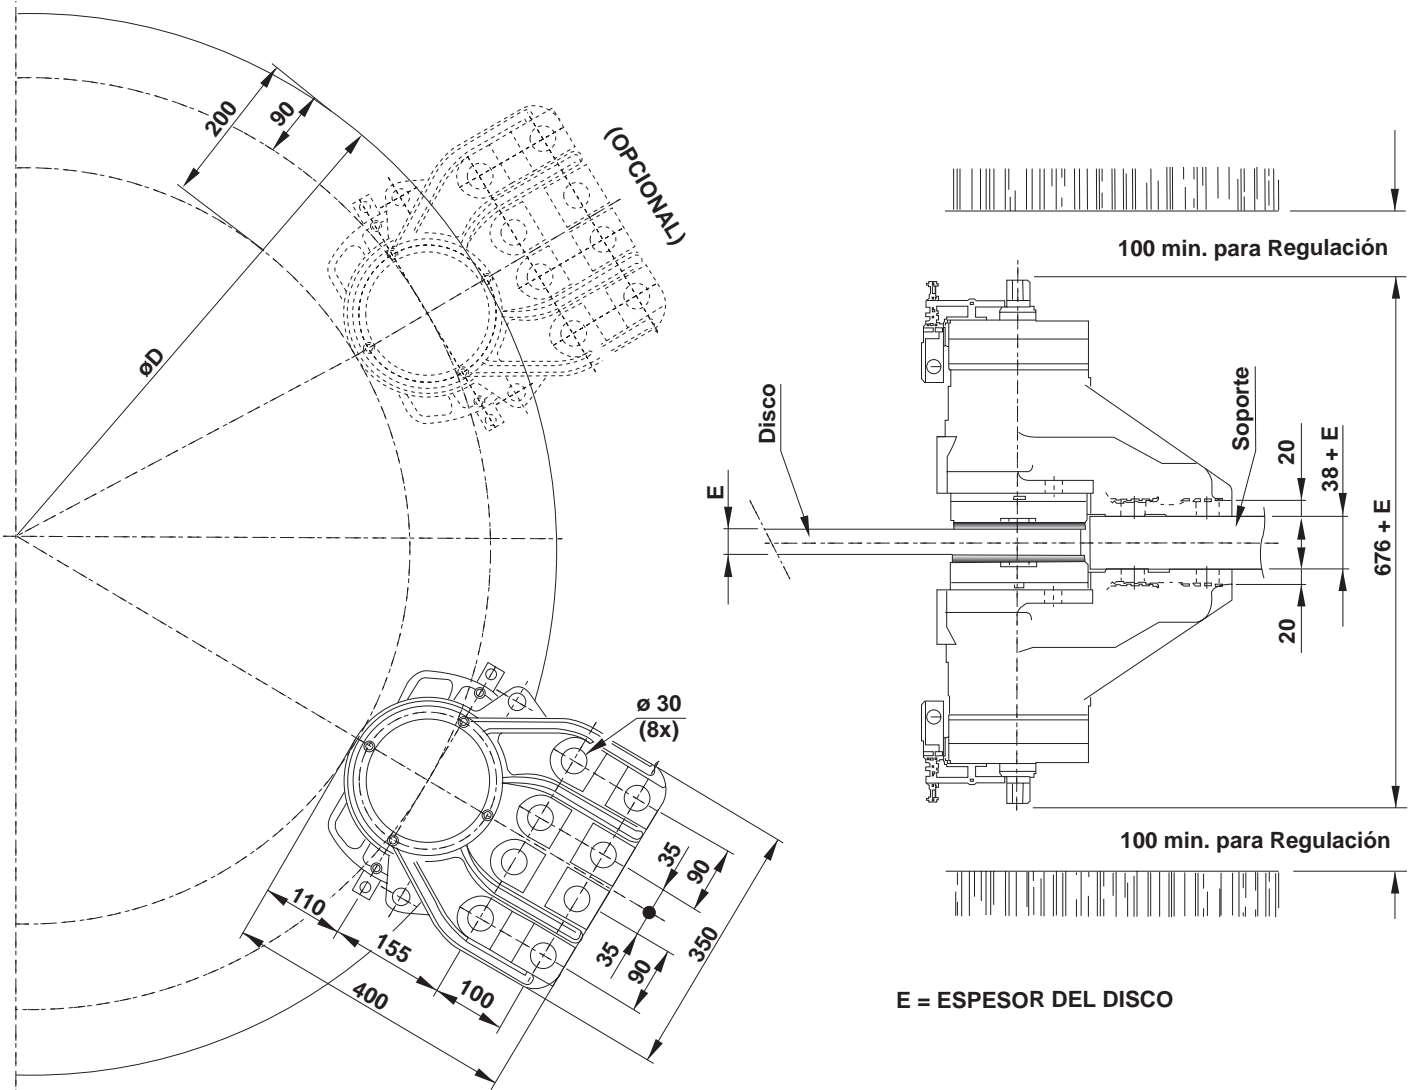 200
90
(OPCIONAL)
øD
ø 30
(8x)
35
90
350
35
90
110
155
100
400
100 min. para Regulación
Disco
E
Soporte
20
38 + E
676 + E
20
100 min. para Regulación
E = ESPESOR DEL DISCO